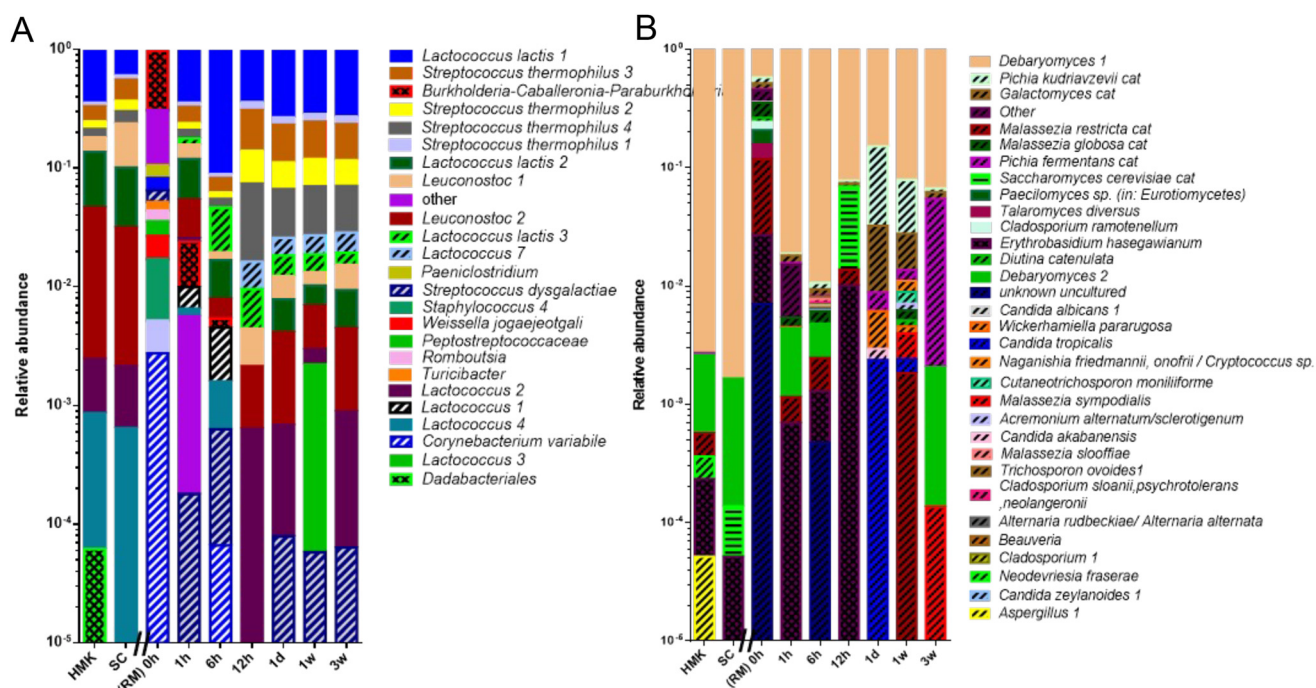 A
B
Relative abundance
10⁰
10⁻¹
10⁻²
10⁻³
10⁻⁴
10⁻⁵
HMK
SC
(RM) 0h
1h
6h
12h
1d
1w
3w
Lactococcus lactis 1
Streptococcus thermophilus 3
Burkholderia-Caballeronia-Paraburkholderia
Streptococcus thermophilus 2
Streptococcus thermophilus 4
Streptococcus thermophilus 1
Lactococcus lactis 2
Leuconostoc 1
other
Leuconostoc 2
Lactococcus lactis 3
Lactococcus 7
Paeniclostridium
Streptococcus dysgalactiae
Staphylococcus 4
Weissella jogaejeotgali
Peptostreptococcaceae
Romboutsia
Turicibacter
Lactococcus 2
Lactococcus 1
Lactococcus 4
Corynebacterium variabile
Lactococcus 3
Dadabacteriales
Relative abundance
10⁰
10⁻¹
10⁻²
10⁻³
10⁻⁴
10⁻⁵
10⁻⁶
HMK
SC
(RM) 0h
1h
6h
12h
1d
1w
3w
Debaryomyces 1
Pichia kudriavzevii cat
Galactomyces cat
Other
Malassezia restricta cat
Malassezia globosa cat
Pichia fermentans cat
Saccharomyces cerevisiae cat
Paecilomyces sp. (in: Eurotiomycetes)
Talaromyces diversus
Cladosporium ramotenellum
Erythrobasidium hasegawianum
Diutina catenulata
Debaryomyces 2
unknown uncultured
Candida albicans 1
Wickerhamiella pararugosa
Candida tropicalis
Naganishia friedmannii, onofrii / Cryptococcus sp.
Cutaneotrichosporon moniliforme
Malassezia sympodialis
Acremonium alternatum/sclerotigenum
Candida akabanensis
Malassezia slooffiae
Trichosporon ovoides1
Cladosporium sloanii,psychrotolerans
,neolangeronii
Alternaria rudbeckiae/ Alternaria alternata
Beauveria
Cladosporium 1
Neodevriesia fraserae
Candida zeylanoides 1
Aspergillus 1